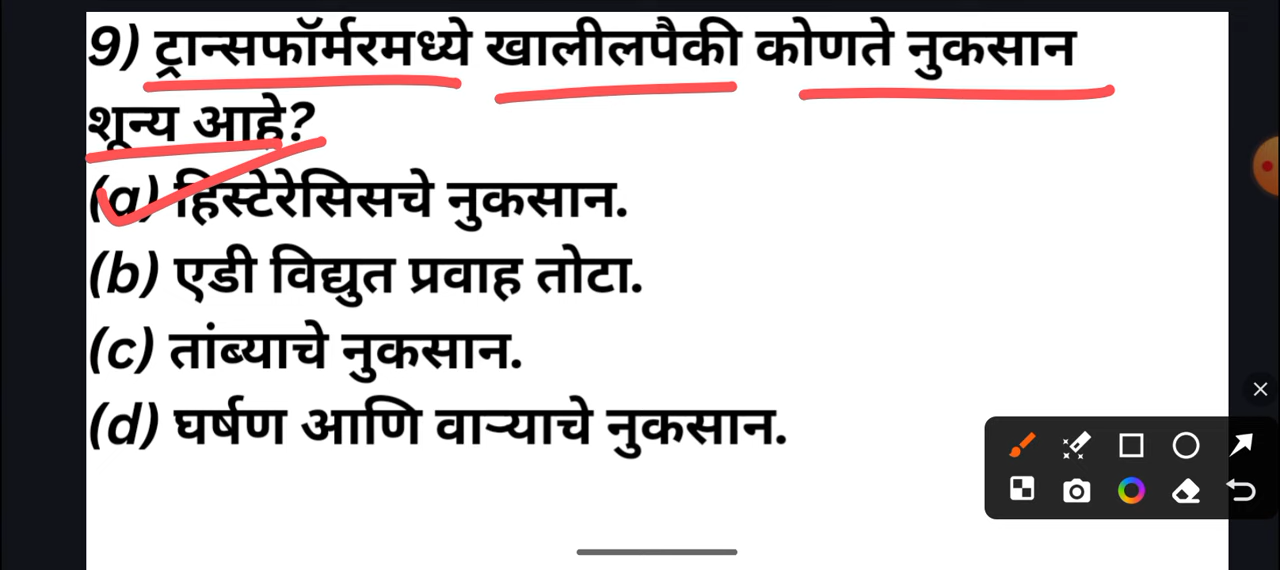 9) ट्रान्सफॉर्मरमध्ये खालीलपैकी कोणते नुकसान
शून्य आहे?
(a) हिस्टेरेसिसचे नुकसान.
(b) एडी विद्युत प्रवाह तोटा.
(c) तांब्याचे नुकसान.
(d) घर्षण आणि वाऱ्याचे नुकसान.